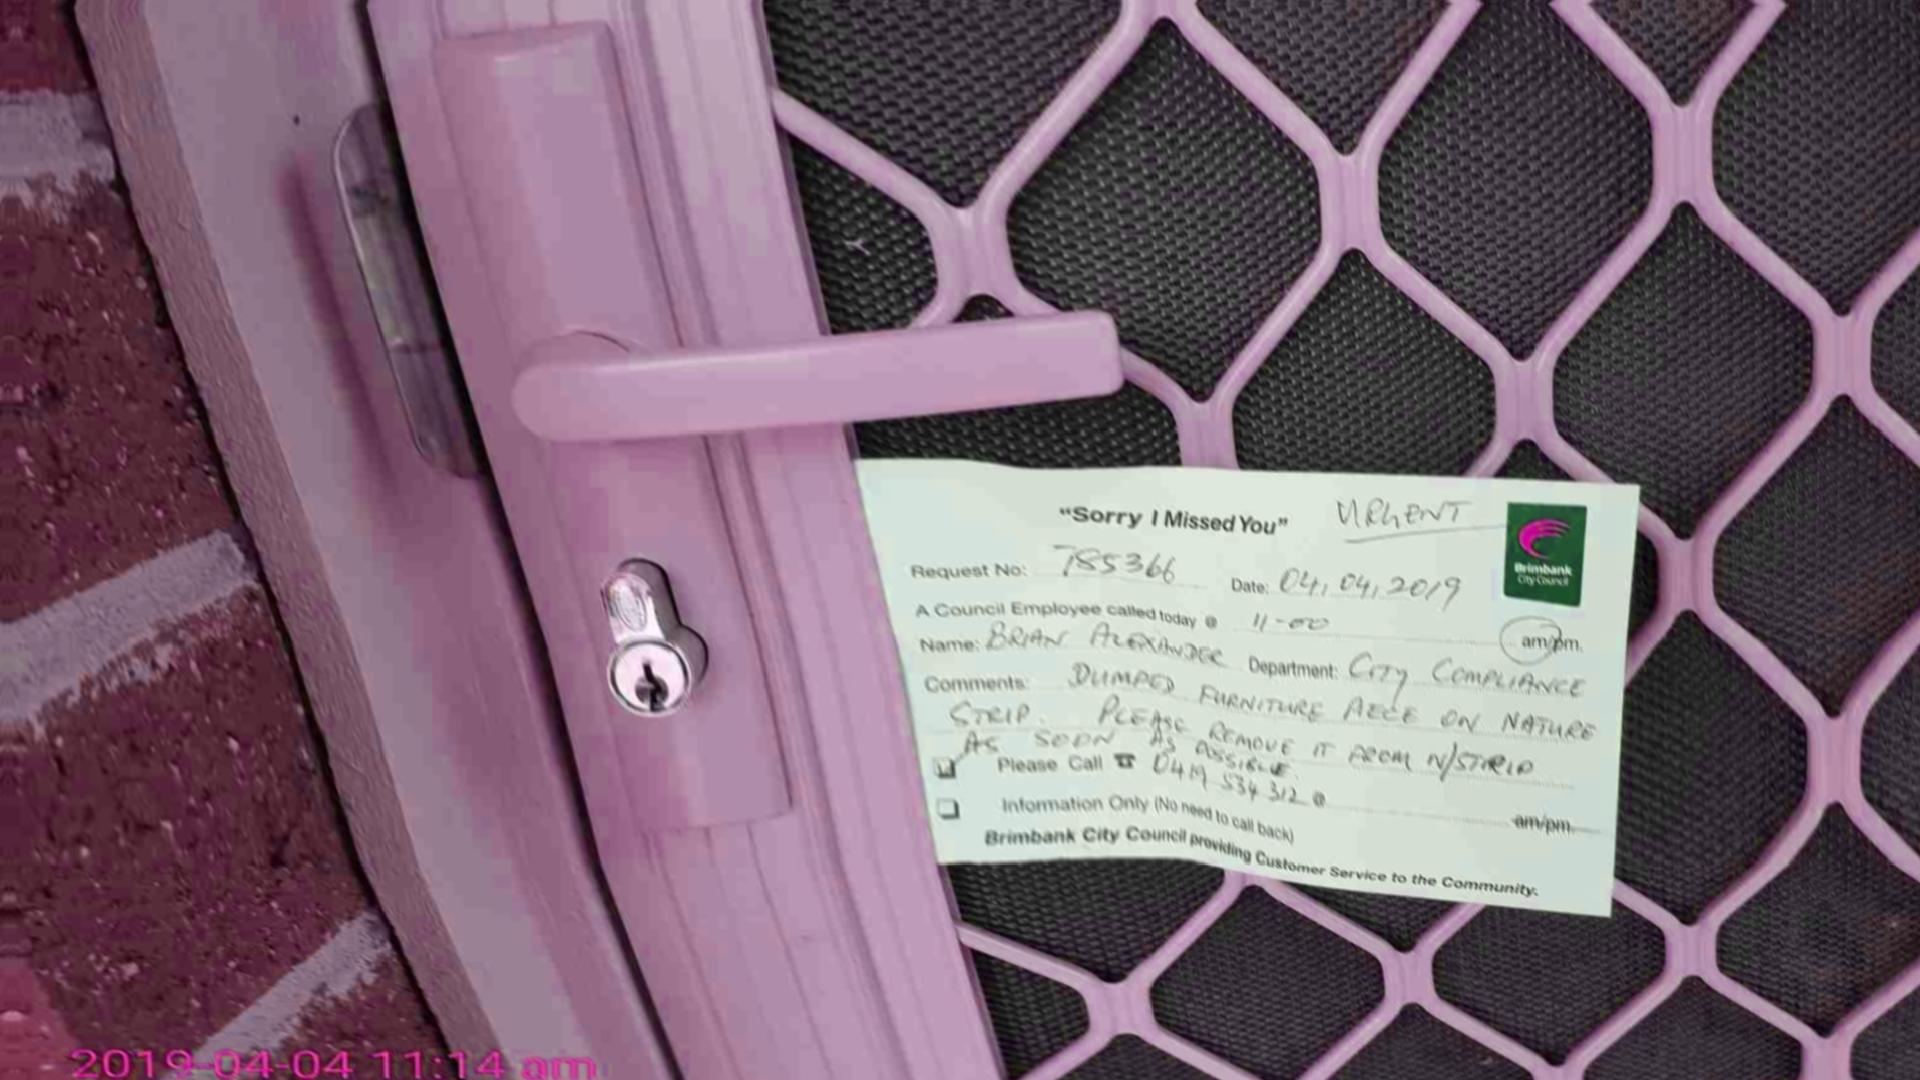 "Sorry I Missed You" URGENT
Brimbank
City Council
Request No: 785366 Date: 04,04,2019
A Council Employee called today @ 11-00 am/pm.
Name: BRIAN ALEXANDER Department: CITY COMPLIANCE
Comments: DUMPED FURNITURE ON NATURE
STRIP. PLEASE REMOVE IT FROM N/STRIP
AS SOON AS POSSIBLE.
Please Call ☎ 0419 534 312 @ am/pm.
Information Only (No need to call back)
Brimbank City Council providing Customer Service to the Community.
2019-04-04 11:14 am